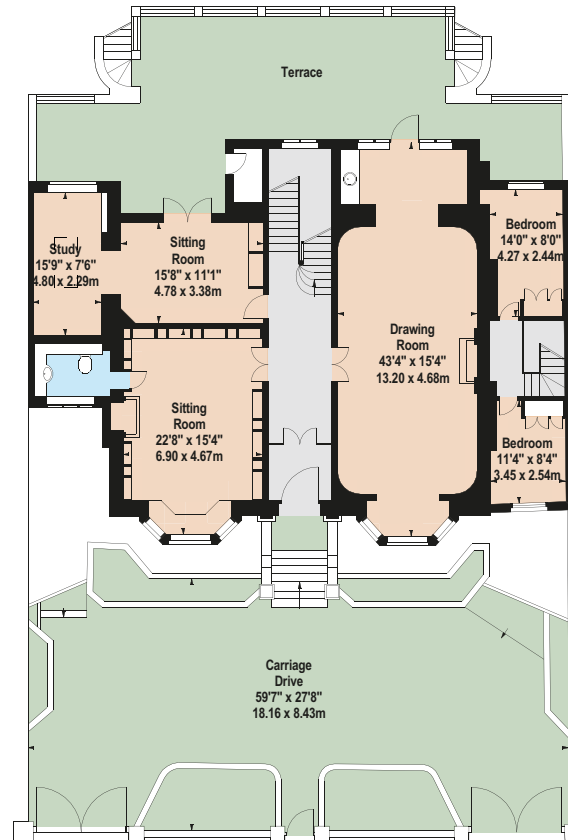 Terrace
Bedroom
14'0" x 8'0"
4.27 x 2.44m
Study
15'9" x 7'6"
4.80 x 2.29m
Sitting
Room
15'8" x 11'1"
4.78 x 3.38m
Drawing
Room
43'4" x 15'4"
13.20 x 4.68m
Sitting
Room
22'8" x 15'4"
6.90 x 4.67m
Bedroom
11'4" x 8'4"
3.45 x 2.54m
Carriage
Drive
59'7" x 27'8"
18.16 x 8.43m